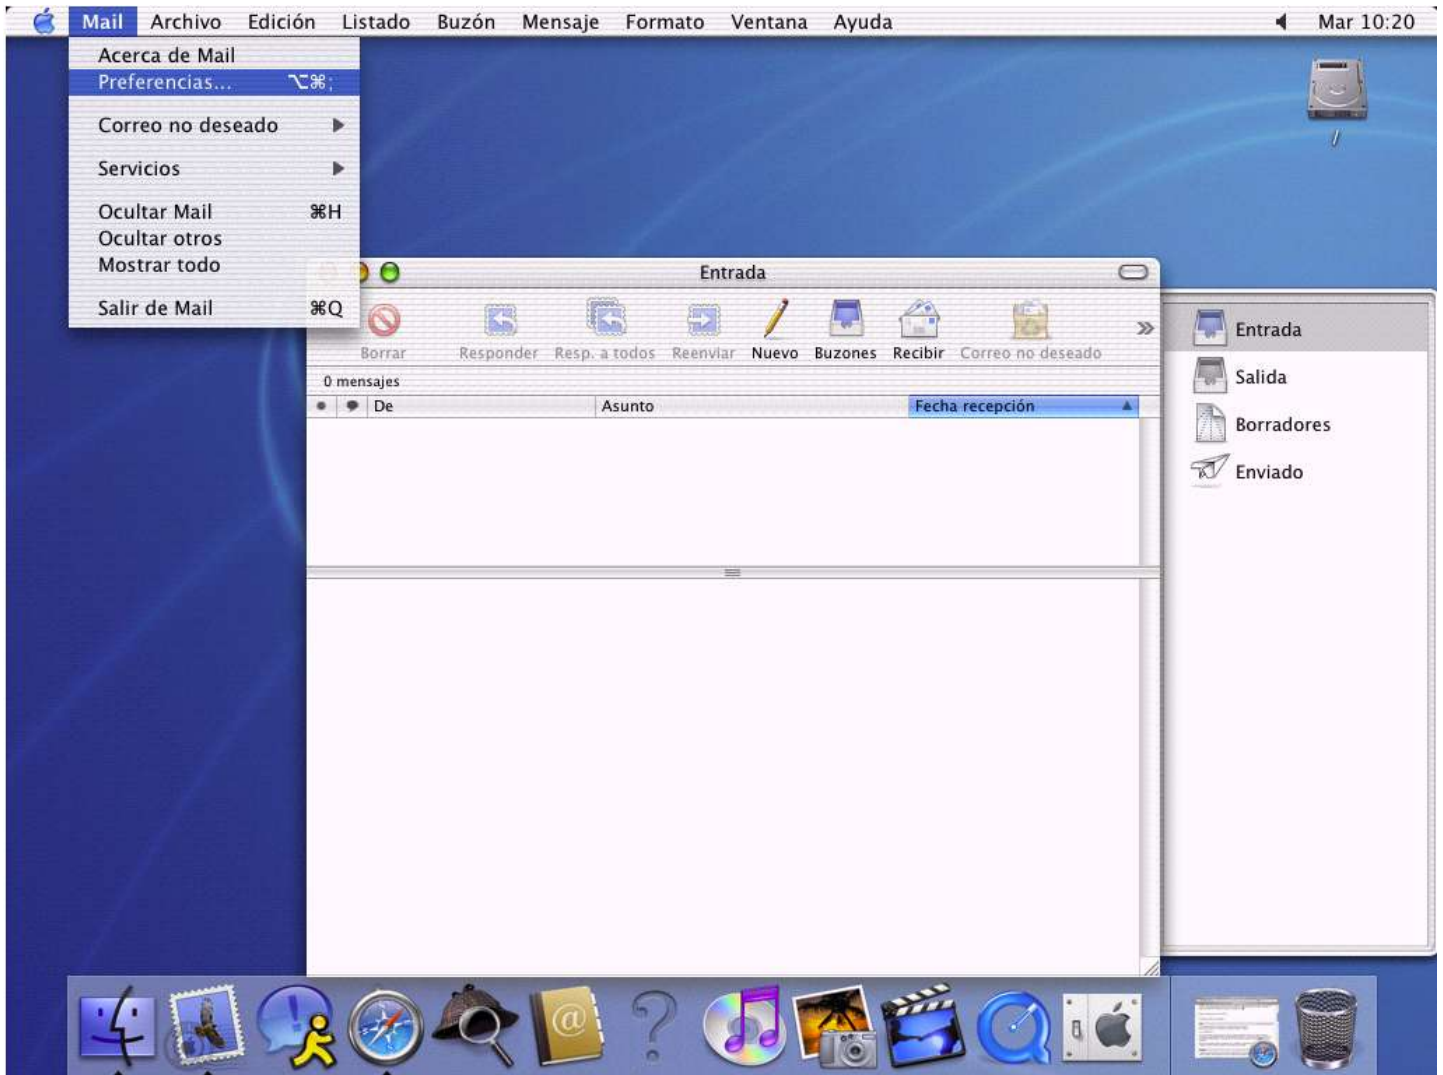 Mail Archivo Edición Listado Buzón Mensaje Formato Ventana Ayuda Mar 10:20
Acerca de Mail
Preferencias... ⌥⌘;
Correo no deseado
Servicios
Ocultar Mail ⌘H
Ocultar otros
Mostrar todo
Salir de Mail ⌘Q
/
Entrada
Borrar Responder Resp. a todos Reenviar Nuevo Buzones Recibir Correo no deseado
0 mensajes
De Asunto Fecha recepción
Entrada
Salida
Borradores
Enviado